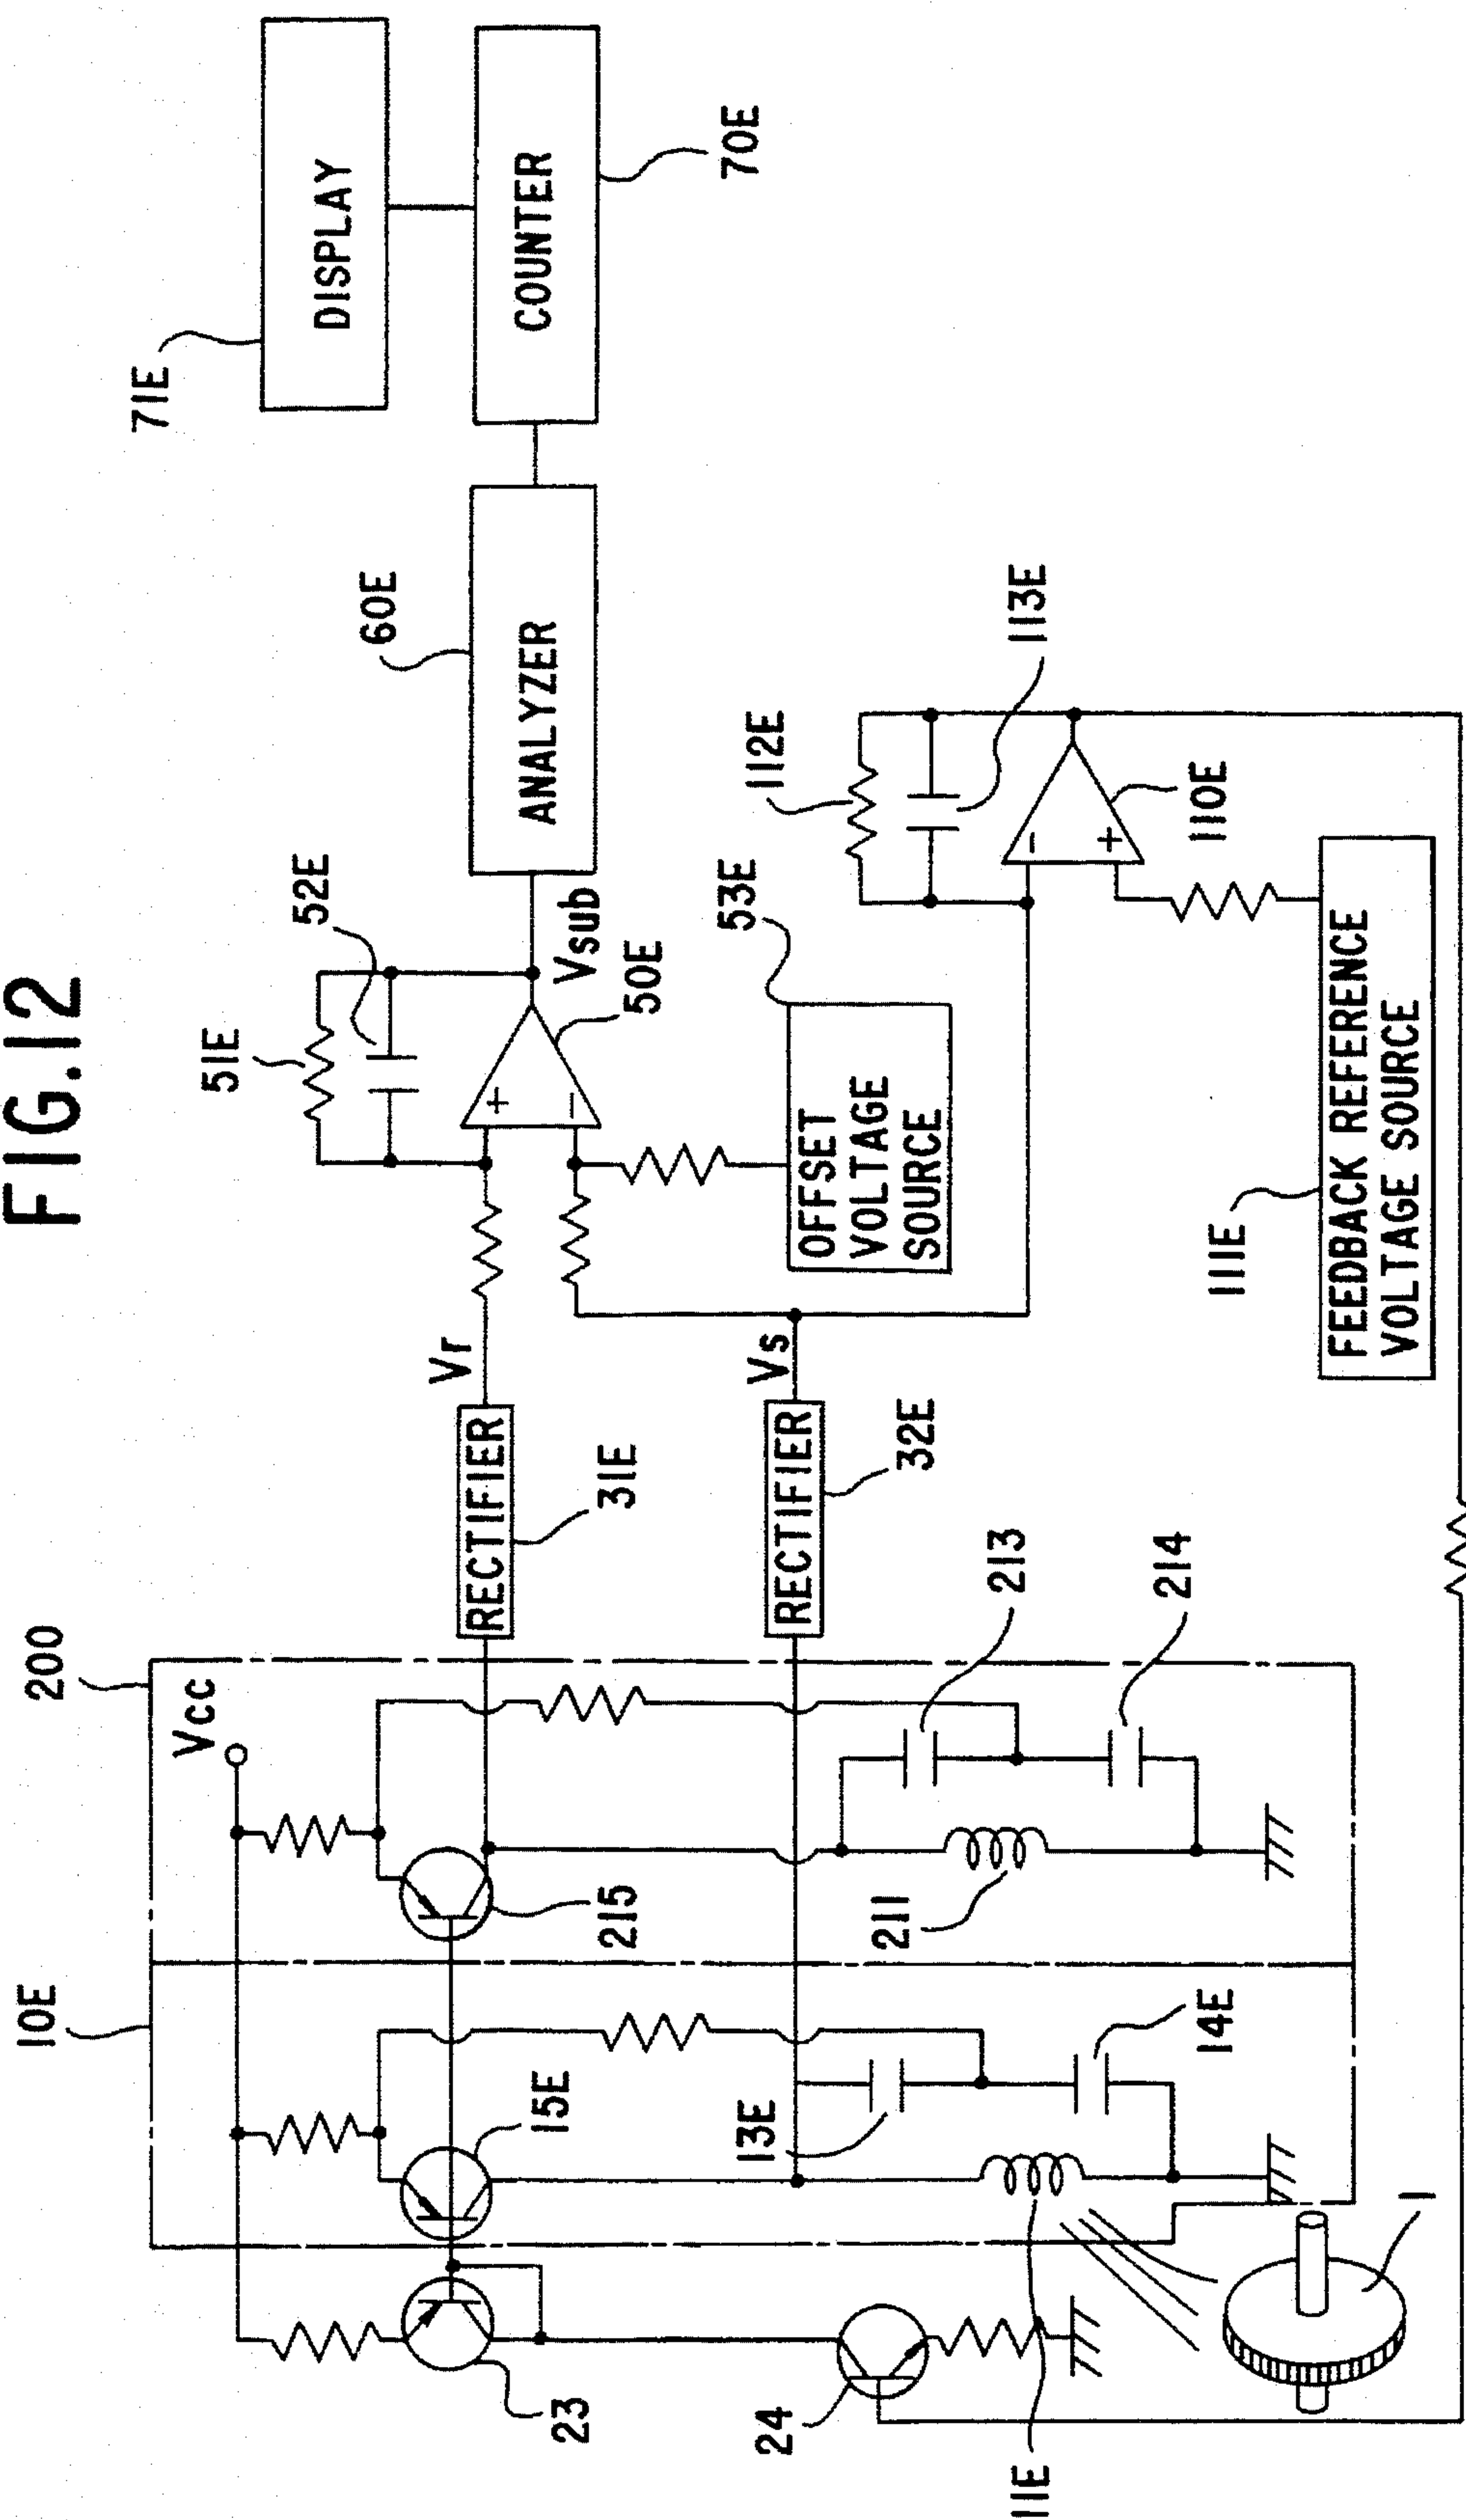 FIG.12
200
10E
Vcc
23
15E
215
24
11E
13E
14E
211
213
214
1
RECTIFIER
31E
RECTIFIER
32E
Vr
Vs
51E
52E
+
−
50E
Vsub
OFFSET
VOLTAGE
SOURCE
53E
60E
ANALYZER
71E
DISPLAY
COUNTER
70E
112E
113E
−
+
110E
111E
FEEDBACK REFERENCE
VOLTAGE SOURCE